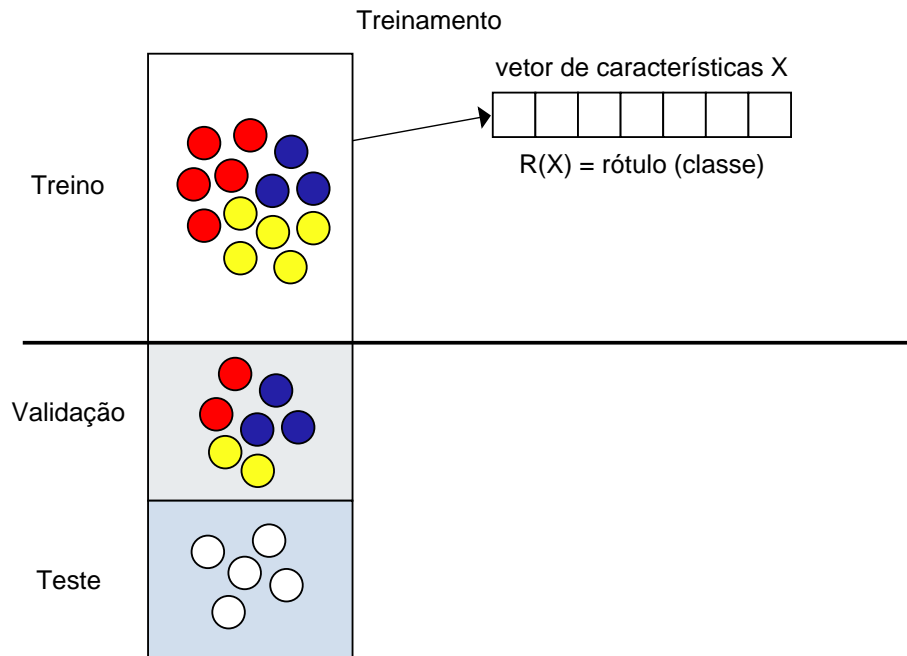 Treinamento
vetor de características X
R(X) = rótulo (classe)
Treino
Validação
Teste